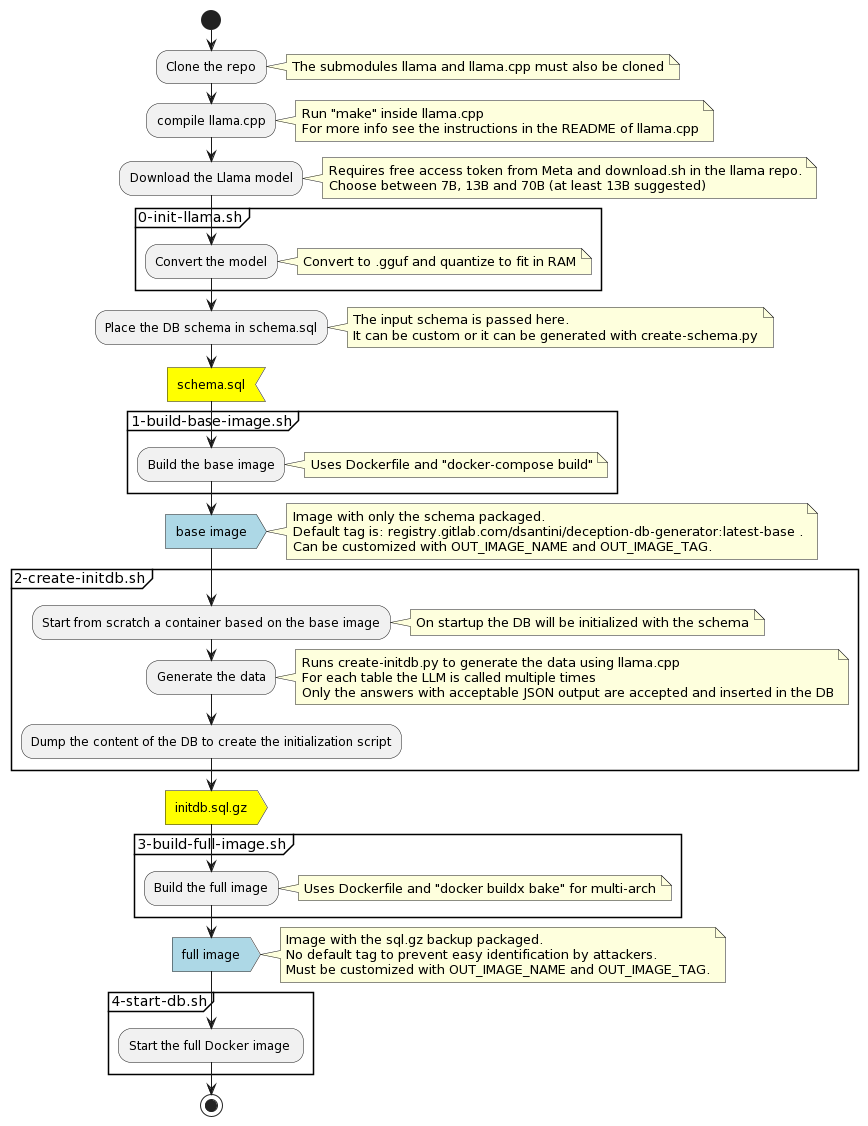 Clone the repo
The submodules llama and llama.cpp must also be cloned
compile llama.cpp
Run "make" inside llama.cpp
For more info see the instructions in the README of llama.cpp
Download the Llama model
Requires free access token from Meta and download.sh in the llama repo.
Choose between 7B, 13B and 70B (at least 13B suggested)
0-init-llama.sh
Convert the model
Convert to .gguf and quantize to fit in RAM
Place the DB schema in schema.sql
The input schema is passed here.
It can be custom or it can be generated with create-schema.py
schema.sql
1-build-base-image.sh
Build the base image
Uses Dockerfile and "docker-compose build"
base image
Image with only the schema packaged.
Default tag is: registry.gitlab.com/dsantini/deception-db-generator:latest-base .
Can be customized with OUT_IMAGE_NAME and OUT_IMAGE_TAG.
2-create-initdb.sh
Start from scratch a container based on the base image
On startup the DB will be initialized with the schema
Generate the data
Runs create-initdb.py to generate the data using llama.cpp
For each table the LLM is called multiple times
Only the answers with acceptable JSON output are accepted and inserted in the DB
Dump the content of the DB to create the initialization script
initdb.sql.gz
3-build-full-image.sh
Build the full image
Uses Dockerfile and "docker buildx bake" for multi-arch
full image
Image with the sql.gz backup packaged.
No default tag to prevent easy identification by attackers.
Must be customized with OUT_IMAGE_NAME and OUT_IMAGE_TAG.
4-start-db.sh
Start the full Docker image